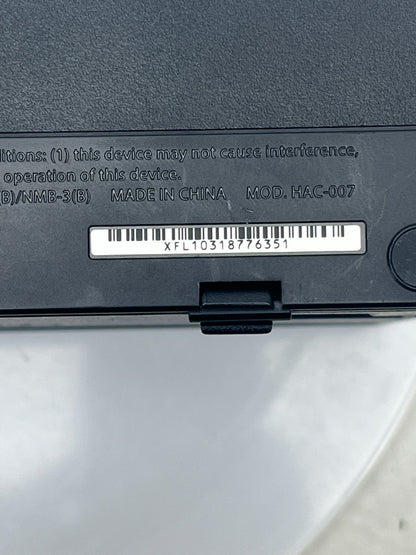 ditions: (1) this device may not cause interference,
operation of this device.
(B)/NMB-3(B) MADE IN CHINA MOD. HAC-007
XFL10318776351